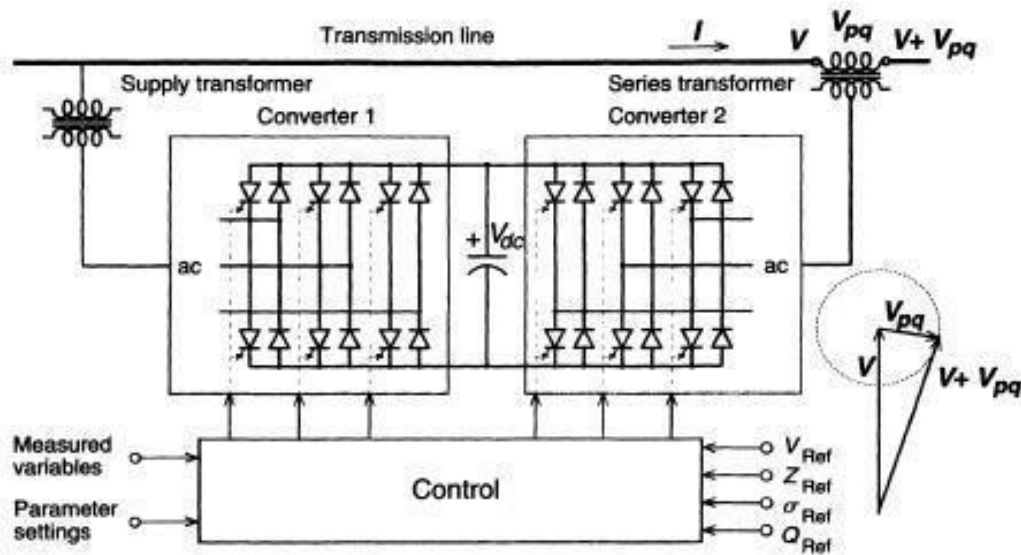 Transmission line
I
V
Vpq
V+ Vpq
Supply transformer
Series transformer
Converter 1
Converter 2
ac
+ Vdc
ac
Vpq
V
V+ Vpq
Measured
variables
Parameter
settings
Control
VRef
ZRef
σRef
QRef